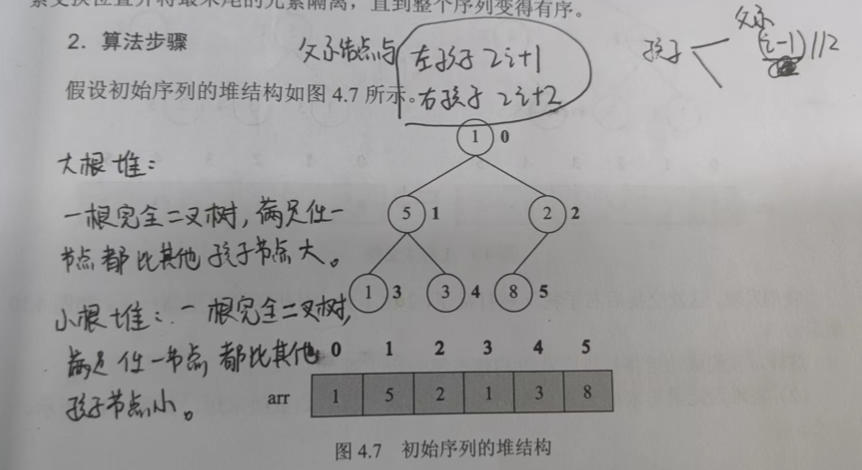 素交换位置并将最末尾的元素隔离，直到整个序列变得有序。
2. 算法步骤
父亲结点与
左孩子 2i+1
右孩子 2i+2
孩子
父亲
(i-1)//2
假设初始序列的堆结构如图 4.7 所示。
大根堆：
一根完全二叉树，满足任一
节点都比其他孩子节点大。
小根堆：一根完全二叉树，
满足任一节点，都比其他
孩子节点小。
1 0
5 1 2 2
1 3 3 4 8 5
0 1 2 3 4 5
arr 1 5 2 1 3 8
图 4.7 初始序列的堆结构